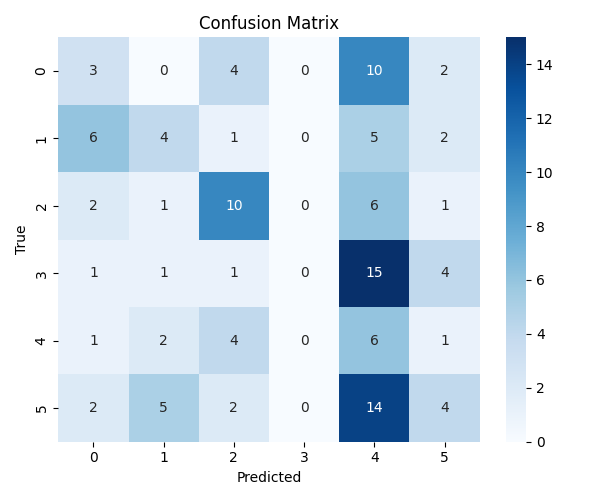 Confusion Matrix
0 3 0 4 0 10 2
1 6 4 1 0 5 2
2 2 1 10 0 6 1
3 1 1 1 0 15 4
4 1 2 4 0 6 1
5 2 5 2 0 14 4
0 1 2 3 4 5
Predicted
True
14
12
10
8
6
4
2
0